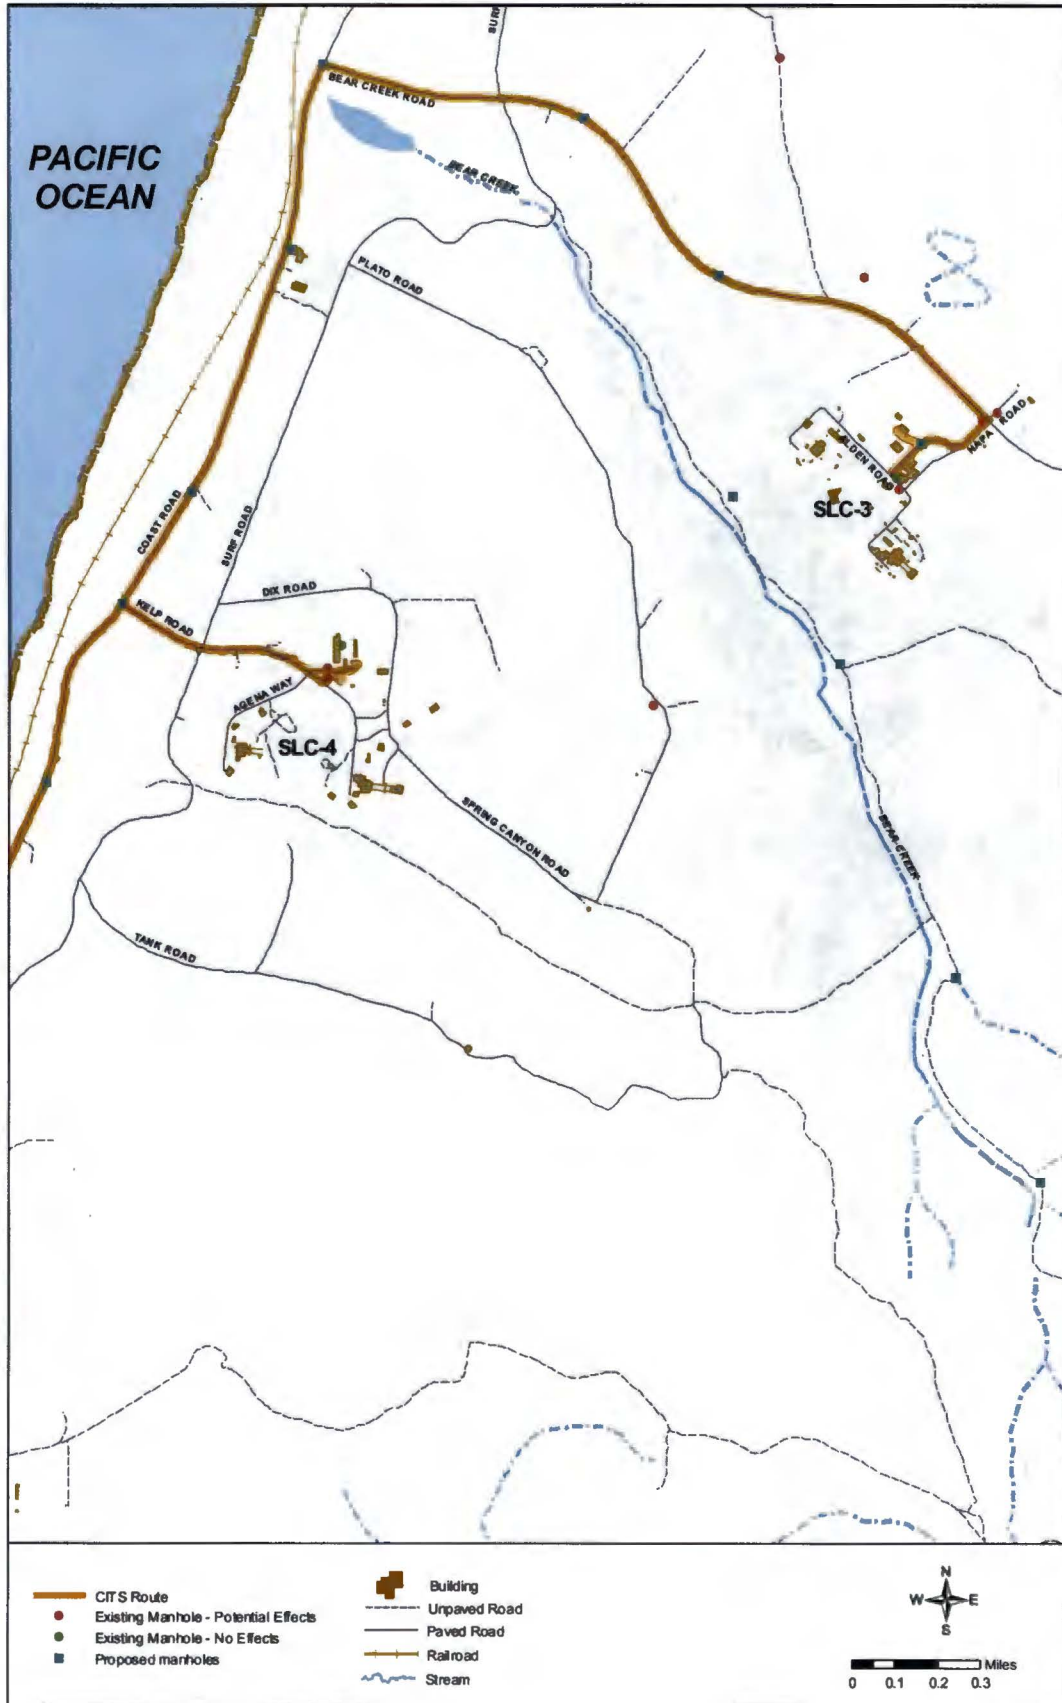 SURF
BEAR CREEK ROAD
PACIFIC
OCEAN
BEAR CREEK
PLATO ROAD
NAPA ROAD
ALDEN ROAD
SLC-3
COAST ROAD
SURF ROAD
DIX ROAD
KELP ROAD
AGENA WAY
SLC-4
SPRING CANYON ROAD
BEAR CREEK
TANK ROAD
CITS Route
Existing Manhole - Potential Effects
Existing Manhole - No Effects
Proposed manholes
Building
Unpaved Road
Paved Road
Railroad
Stream
N
W E
S
Miles
0 0.1 0.2 0.3